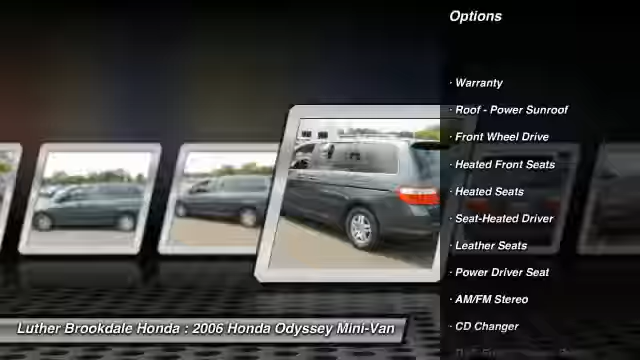 Options
· Warranty
· Roof - Power Sunroof
· Front Wheel Drive
· Heated Front Seats
· Heated Seats
· Seat-Heated Driver
· Leather Seats
· Power Driver Seat
· AM/FM Stereo
· CD Changer
Luther Brookdale Honda : 2006 Honda Odyssey Mini-Van